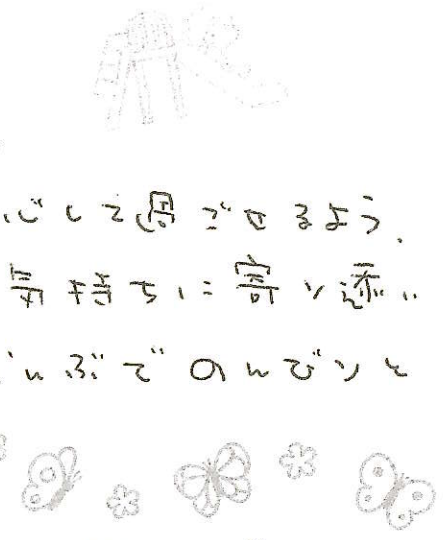 心して過ごせるよう、
気持ちに寄り添い
んぶでのんびりと